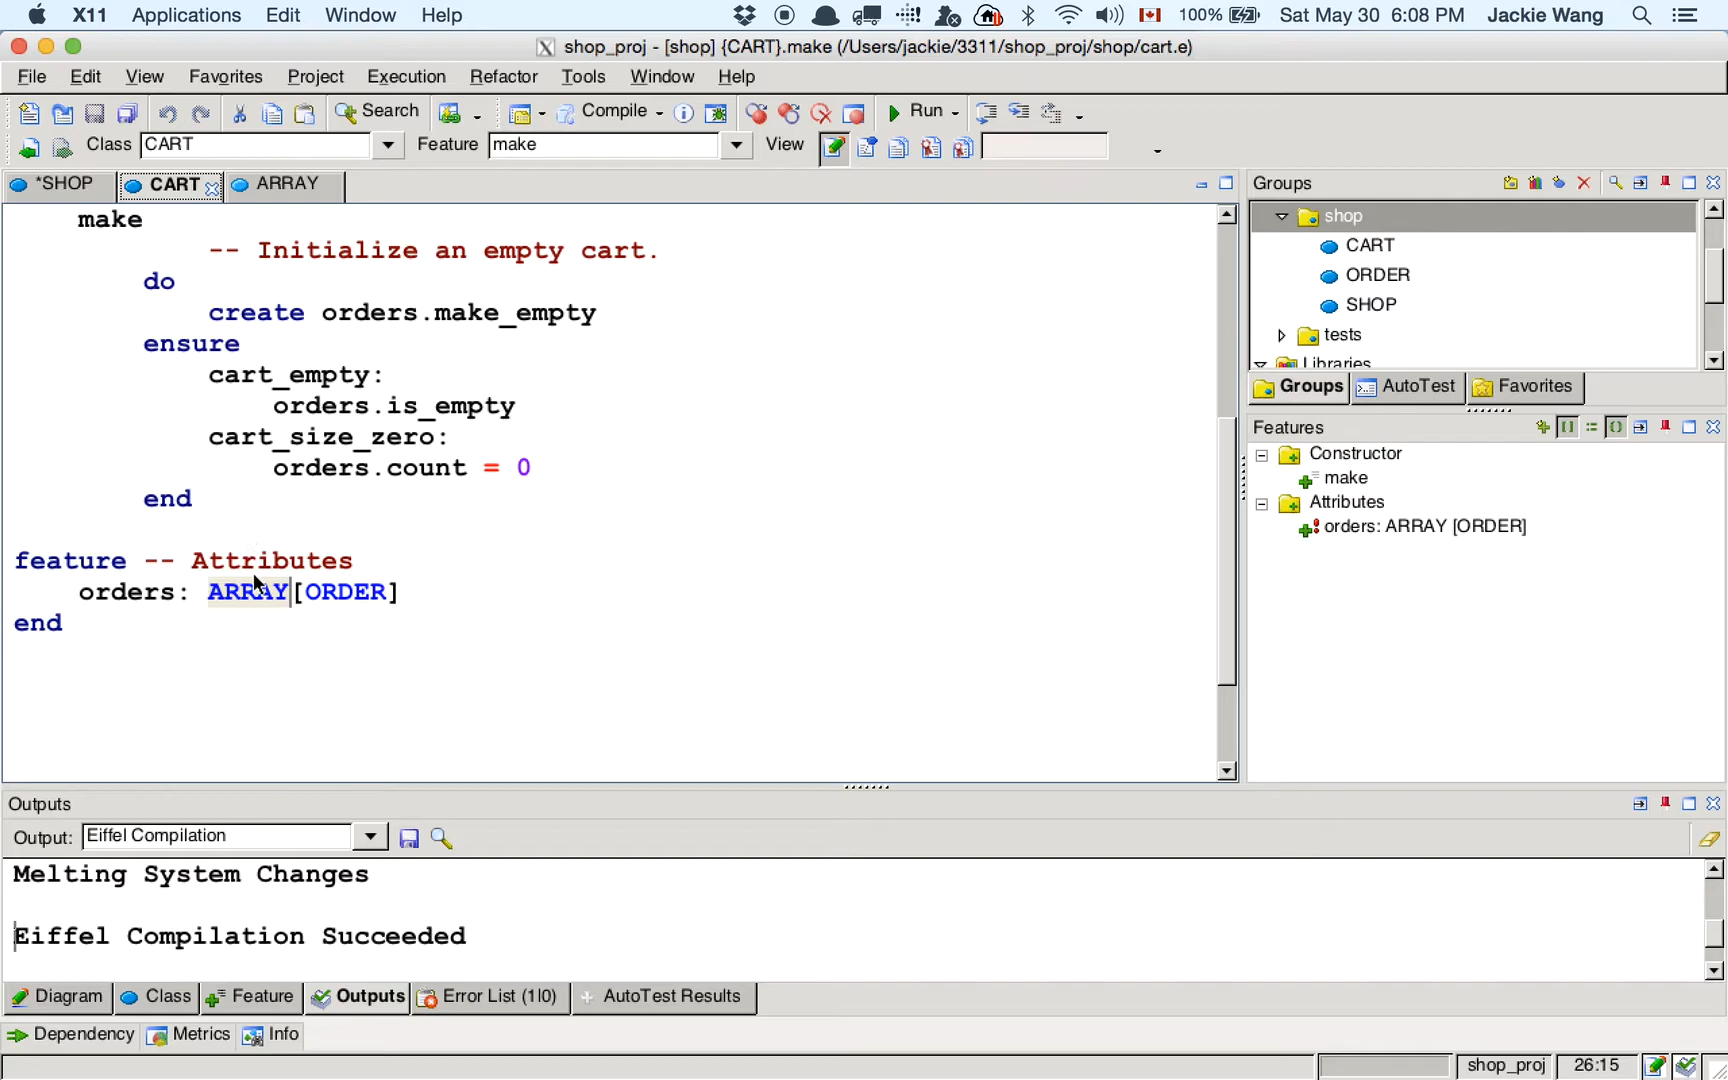 X11 Applications Edit Window Help 100% Sat May 30 6:08 PM Jackie Wang
shop_proj - [shop] {CART}.make (/Users/jackie/3311/shop_proj/shop/cart.e)
File Edit View Favorites Project Execution Refactor Tools Window Help
Search Compile Run
Class CART Feature make View
*SHOP CART ARRAY
make
-- Initialize an empty cart.
do
create orders.make_empty
ensure
cart_empty:
orders.is_empty
cart_size_zero:
orders.count = 0
end
feature -- Attributes
orders: ARRAY[ORDER]
end
Groups
shop
CART
ORDER
SHOP
tests
Libraries
Groups AutoTest Favorites
Features
Constructor
make
Attributes
orders: ARRAY [ORDER]
Outputs
Output: Eiffel Compilation
Melting System Changes
Eiffel Compilation Succeeded
Diagram Class Feature Outputs Error List (1|0) AutoTest Results
Dependency Metrics Info
shop_proj 26:15